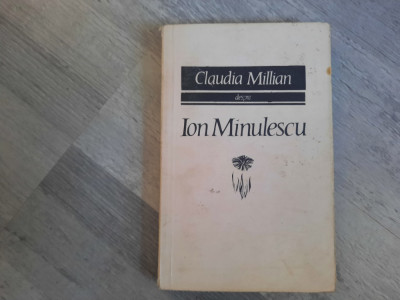 Claudia Millian
despre
Ion Minulescu